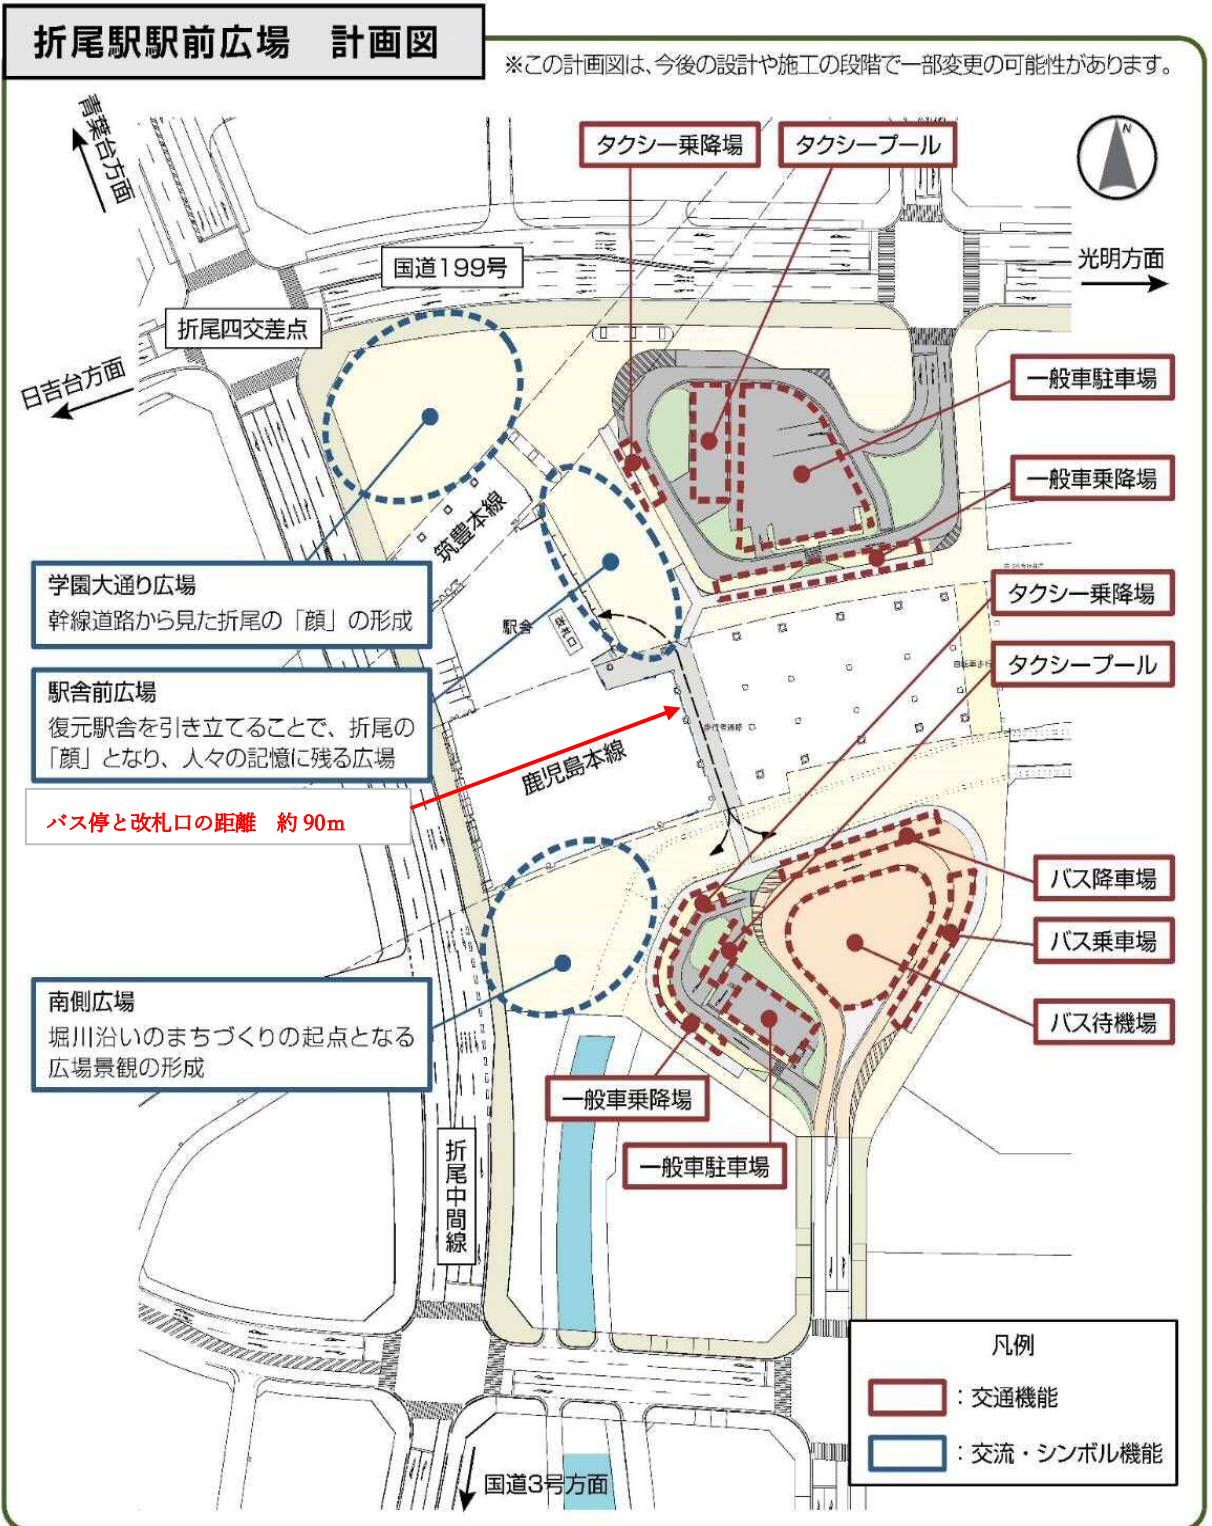 折尾駅駅前広場 計画図
※この計画図は、今後の設計や施工の段階で一部変更の可能性があります。
青葉台方面
タクシー乗降場
タクシープール
N
国道199号
光明方面
折尾四交差点
日吉台方面
一般車駐車場
一般車乗降場
筑豊本線
学園大通り広場
幹線道路から見た折尾の「顔」の形成
駅舎
改札口
タクシー乗降場
タクシープール
駅舎前広場
復元駅舎を引き立てることで、折尾の
「顔」となり、人々の記憶に残る広場
歩行者通路
鹿児島本線
バス停と改札口の距離 約90m
バス降車場
バス乗車場
バス待機場
南側広場
堀川沿いのまちづくりの起点となる
広場景観の形成
一般車乗降場
一般車駐車場
折尾中間線
凡例
：交通機能
：交流・シンボル機能
国道3号方面